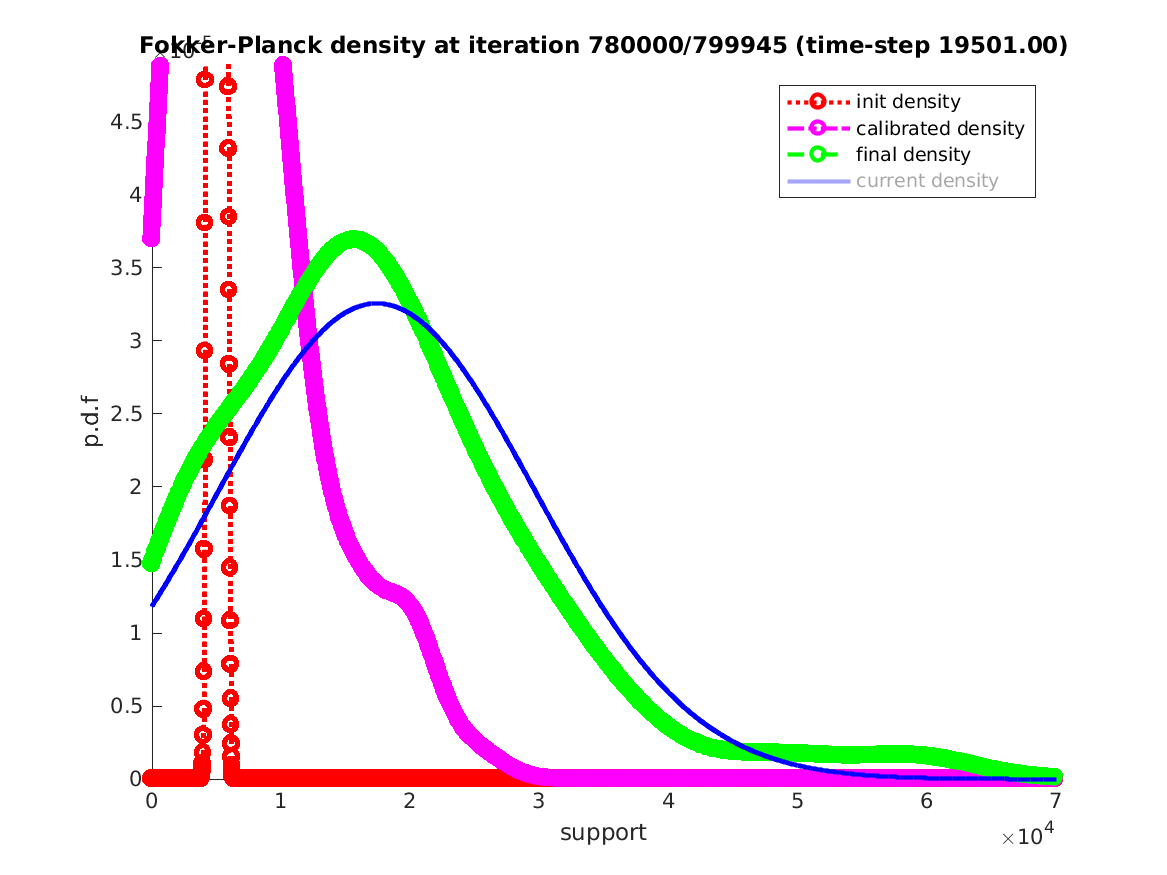 Fokker-Planck density at iteration 780000/799945 (time-step 19501.00)
×10-5
init density
calibrated density
final density
current density
4.5
4
3.5
3
2.5
2
1.5
1
0.5
0
p.d.f
0 1 2 3 4 5 6 7
support
×10^4